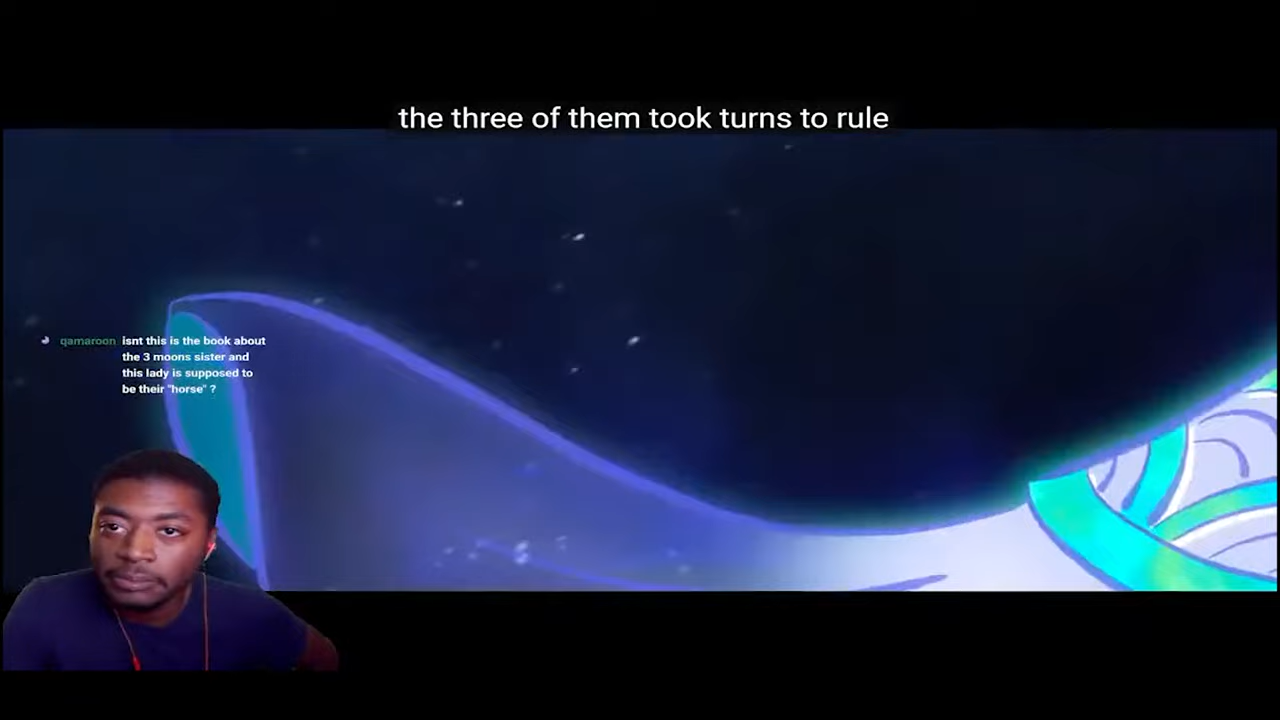 the three of them took turns to rule
qamaroon isnt this is the book about
the 3 moons sister and
this lady is supposed to
be their "horse" ?